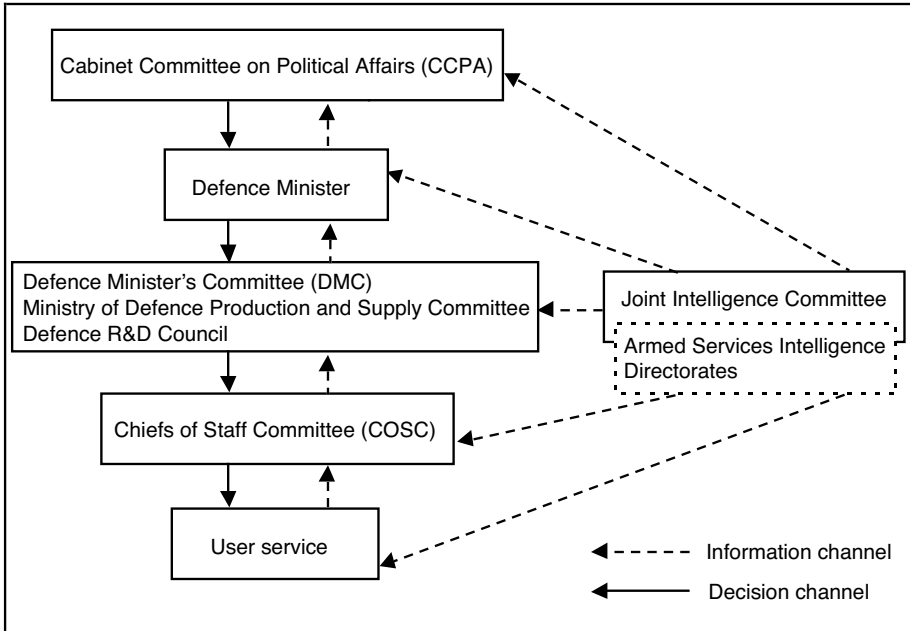 Cabinet Committee on Political Affairs (CCPA)
Defence Minister
Defence Minister's Committee (DMC)
Ministry of Defence Production and Supply Committee
Defence R&D Council
Joint Intelligence Committee
Armed Services Intelligence
Directorates
Chiefs of Staff Committee (COSC)
User service
Information channel
Decision channel